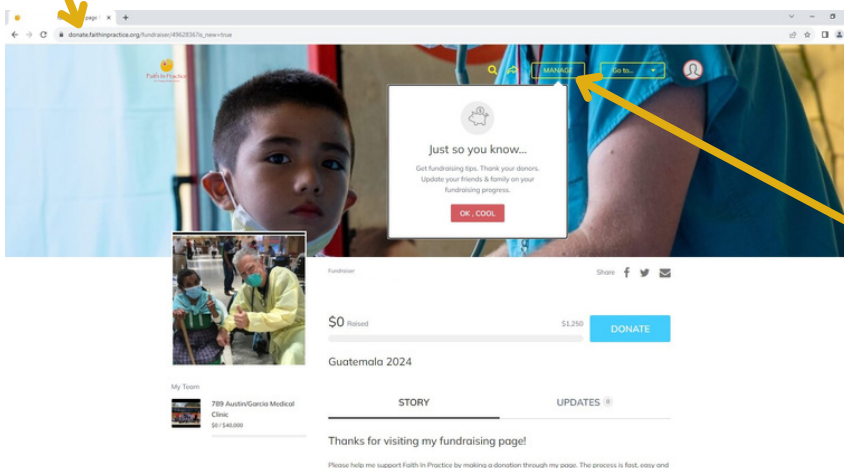 page
donate.faithinpractice.org/fundraiser/4962836?is_new=true
Faith In Practice
MANAGE
Go to...
Just so you know...
Get fundraising tips. Thank your donors.
Update your friends & family on your
fundraising progress.
OK, COOL
Fundraiser
Share
$0 Raised
$1,250
DONATE
Guatemala 2024
My Team
789 Austin/Garcia Medical
Clinic
$0 / $40,000
STORY
UPDATES 0
Thanks for visiting my fundraising page!
Please help me support Faith In Practice by making a donation through my page. The process is fast, easy and